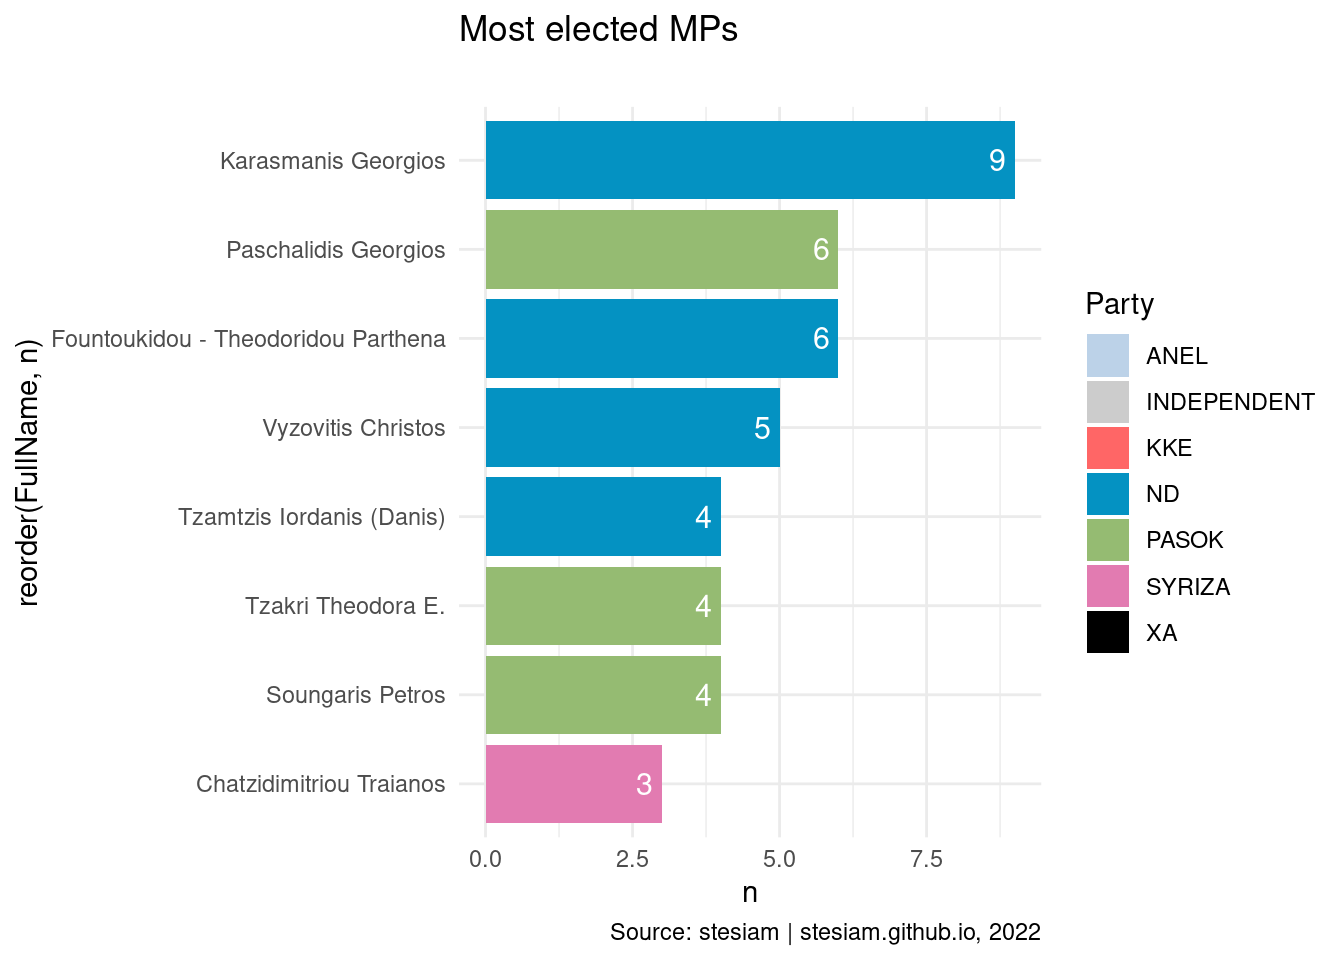 Most elected MPs
reorder(FullName, n)
Karasmanis Georgios
9
Paschalidis Georgios
6
Fountoukidou - Theodoridou Parthena
6
Vyzovitis Christos
5
Tzamtzis Iordanis (Danis)
4
Tzakri Theodora E.
4
Soungaris Petros
4
Chatzidimitriou Traianos
3
0.0 2.5 5.0 7.5
n
Party
ANEL
INDEPENDENT
KKE
ND
PASOK
SYRIZA
XA
Source: stesiam | stesiam.github.io, 2022